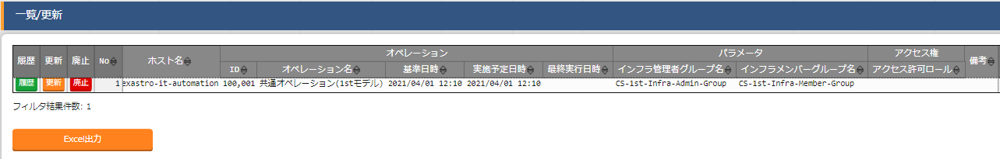 一覧/更新
履歴 更新 廃止 No ホスト名 オペレーション パラメータ アクセス権 備考
ID オペレーション名 基準日時 実施予定日時 最終実行日時 インフラ管理者グループ名 インフラメンバーグループ名 アクセス許可ロール
履歴 更新 廃止 1 exastro-it-automation 100,001 共通オペレーション(1stモデル) 2021/04/01 12:10 2021/04/01 12:10 CS-1st-Infra-Admin-Group CS-1st-Infra-Member-Group
フィルタ結果件数: 1
Excel出力